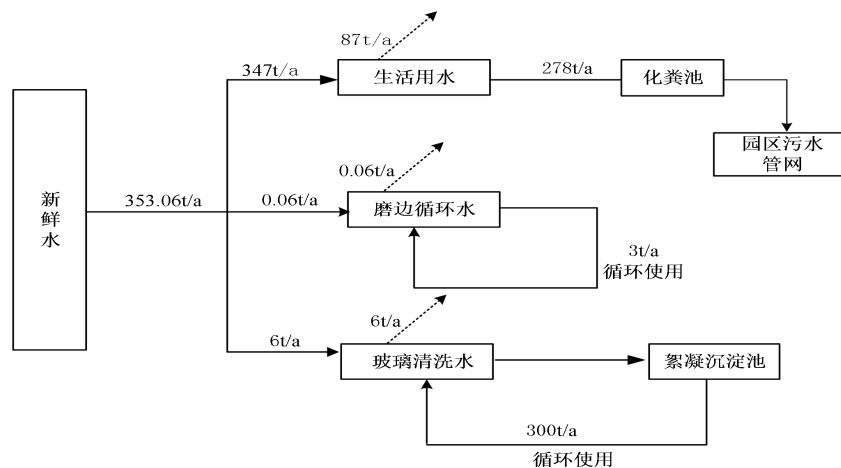 87t/a
347t/a
生活用水
278t/a
化粪池
园区污水
管网
新
鲜
水
353.06t/a
0.06t/a
0.06t/a
磨边循环水
3t/a
循环使用
6t/a
6t/a
玻璃清洗水
絮凝沉淀池
300t/a
循环使用